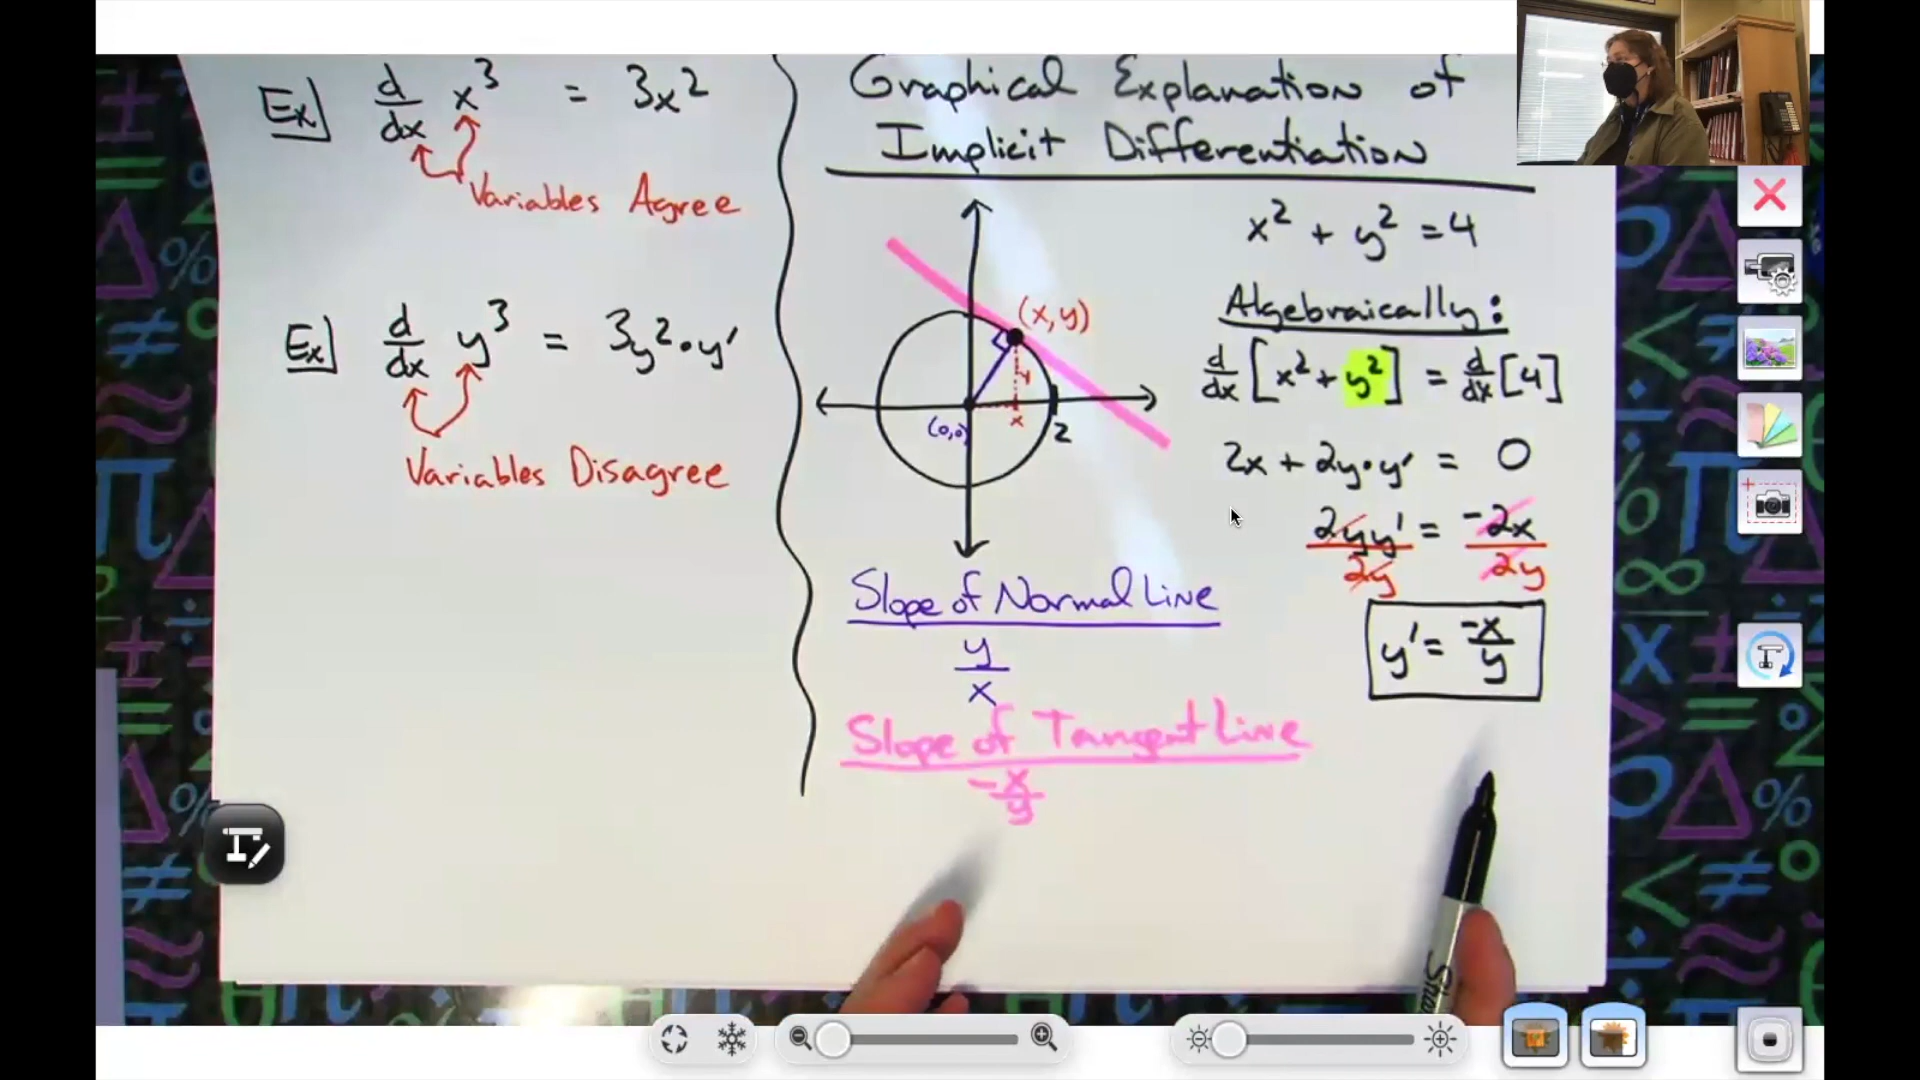 Ex] d/dx x³ = 3x²
Variables Agree
Ex] d/dx y³ = 3y²·y'
Variables Disagree
Graphical Explanation of
Implicit Differentiation
(x,y)
y
x
(0,0)
2
Slope of Normal Line
y/x
Slope of Tangent Line
-x/y
x² + y² = 4
Algebraically:
d/dx [x² + y²] = d/dx [4]
2x + 2y·y' = 0
2yy'/2y = -2x/2y
y' = -x/y